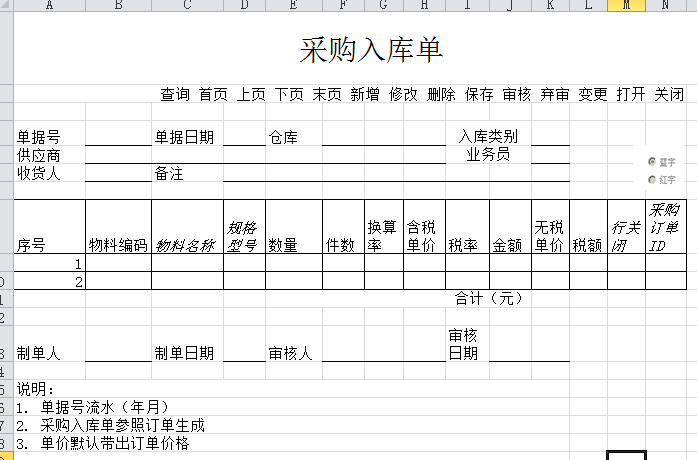 A B C D E F G H I J K L M N
采购入库单
查询 首页 上页 下页 末页 新增 修改 删除 保存 审核 弃审 变更 打开 关闭
单据号 单据日期 仓库 入库类别
供应商 业务员
蓝字
收货人 备注
红字
序号 物料编码 物料名称 规格型号 数量 件数 换算率 含税单价 税率 金额 无税单价 税额 行关闭 采购订单ID
1
2
合计（元）
制单人 制单日期 审核人 审核日期
说明：
1. 单据号流水（年月）
2. 采购入库单参照订单生成
3. 单价默认带出订单价格